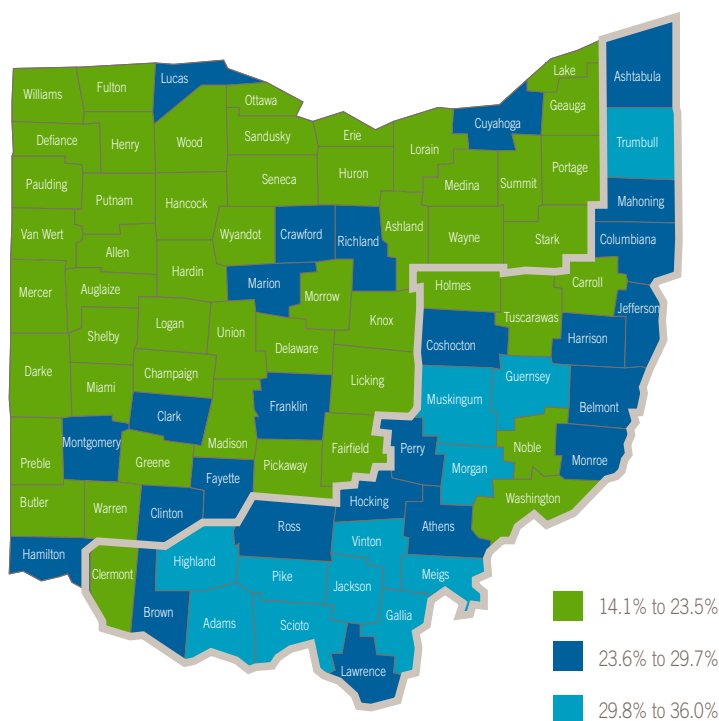 Williams
Fulton
Lucas
Ottawa
Lake
Geauga
Ashtabula
Defiance
Henry
Wood
Sandusky
Erie
Lorain
Cuyahoga
Trumbull
Paulding
Putnam
Hancock
Seneca
Huron
Medina
Summit
Portage
Mahoning
Van Wert
Allen
Wyandot
Crawford
Richland
Ashland
Wayne
Stark
Columbiana
Mercer
Auglaize
Hardin
Marion
Morrow
Holmes
Tuscarawas
Carroll
Jefferson
Shelby
Logan
Union
Delaware
Knox
Coshocton
Harrison
Darke
Miami
Champaign
Licking
Muskingum
Guernsey
Belmont
Clark
Franklin
Montgomery
Greene
Madison
Fairfield
Perry
Noble
Monroe
Preble
Fayette
Pickaway
Morgan
Butler
Warren
Clinton
Hocking
Washington
Hamilton
Ross
Athens
Clermont
Highland
Vinton
Pike
Jackson
Meigs
Brown
Adams
Scioto
Gallia
Lawrence
14.1% to 23.5%
23.6% to 29.7%
29.8% to 36.0%